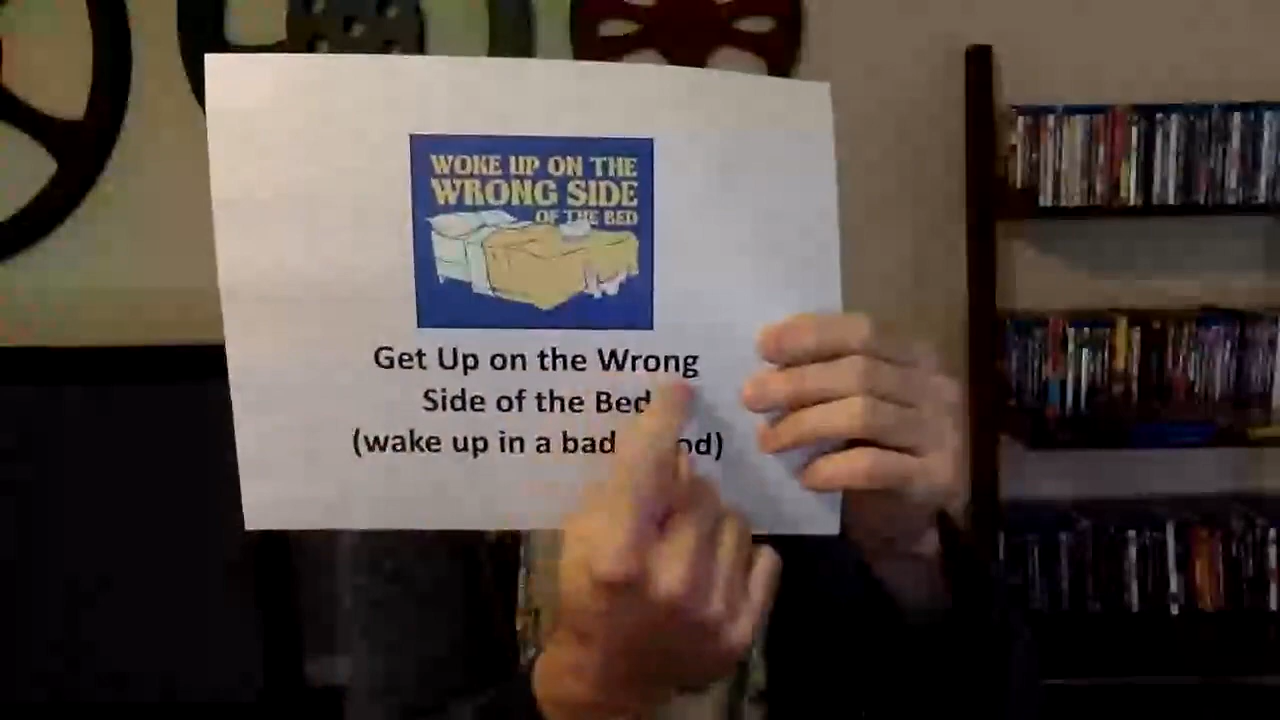 WOKE UP ON THE
WRONG SIDE
OF THE BED
Get Up on the Wrong
Side of the Bed
(wake up in a bad